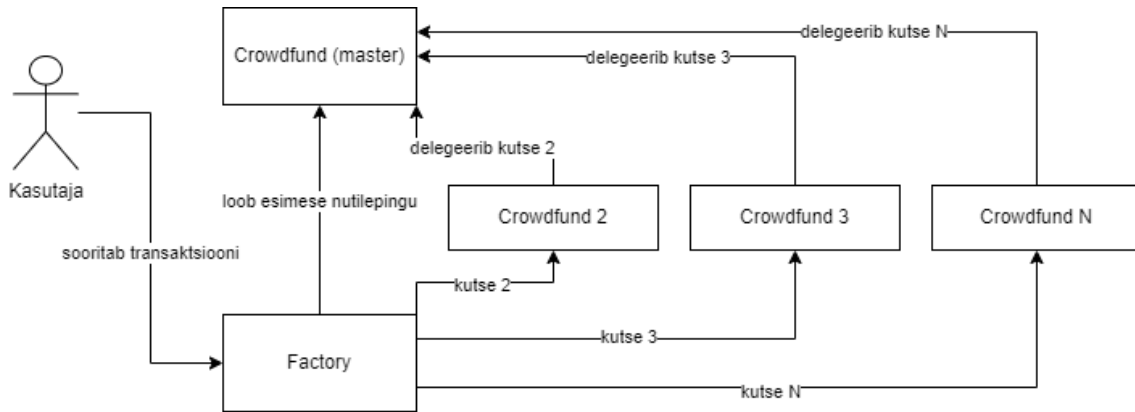 delegeerib kutse N
Crowdfund (master)
delegeerib kutse 3
delegeerib kutse 2
Kasutaja
loob esimese nutilepingu
Crowdfund 2
Crowdfund 3
Crowdfund N
sooritab transaktsiooni
kutse 2
kutse 3
Factory
kutse N